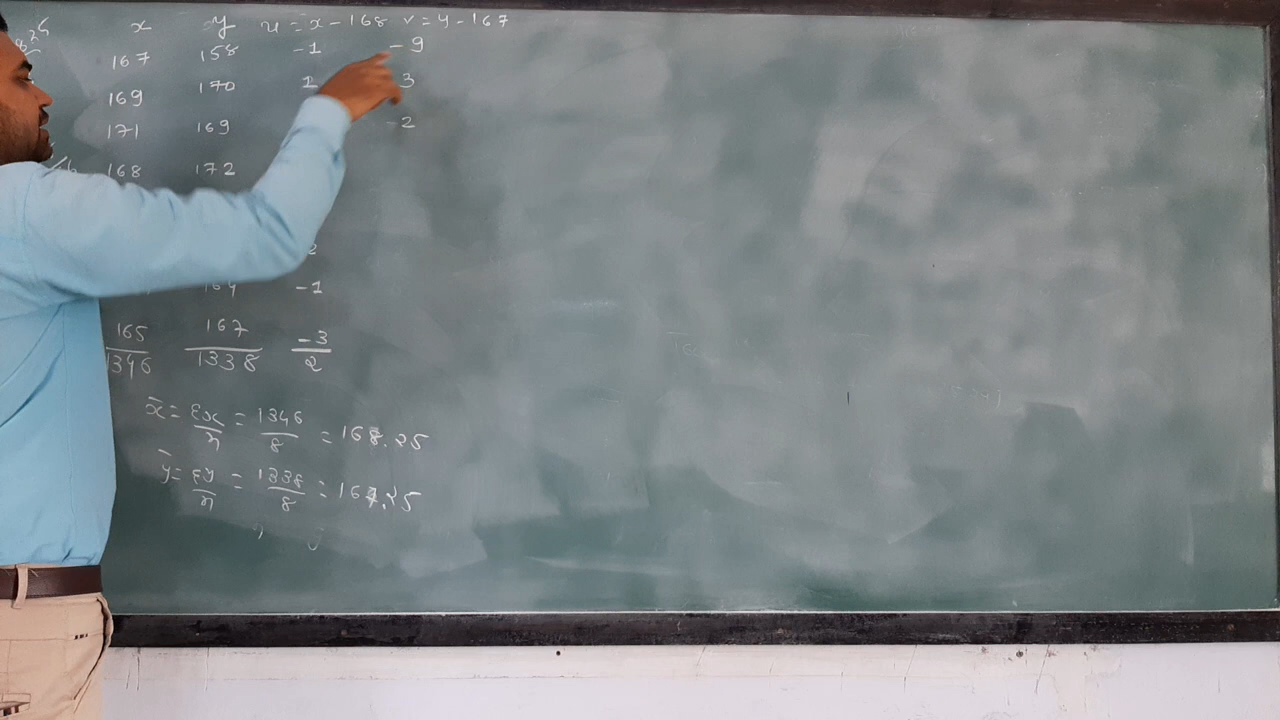 x y u = x - 168 v = y - 167
167 158 -1 -9
169 170 1 3
171 169 -2
168 172
164 -1
165 167 -3
1346 1338 2
x̄ = Σx/n = 1346/8 = 168.25
ȳ = Σy/n = 1338/8 = 167.25